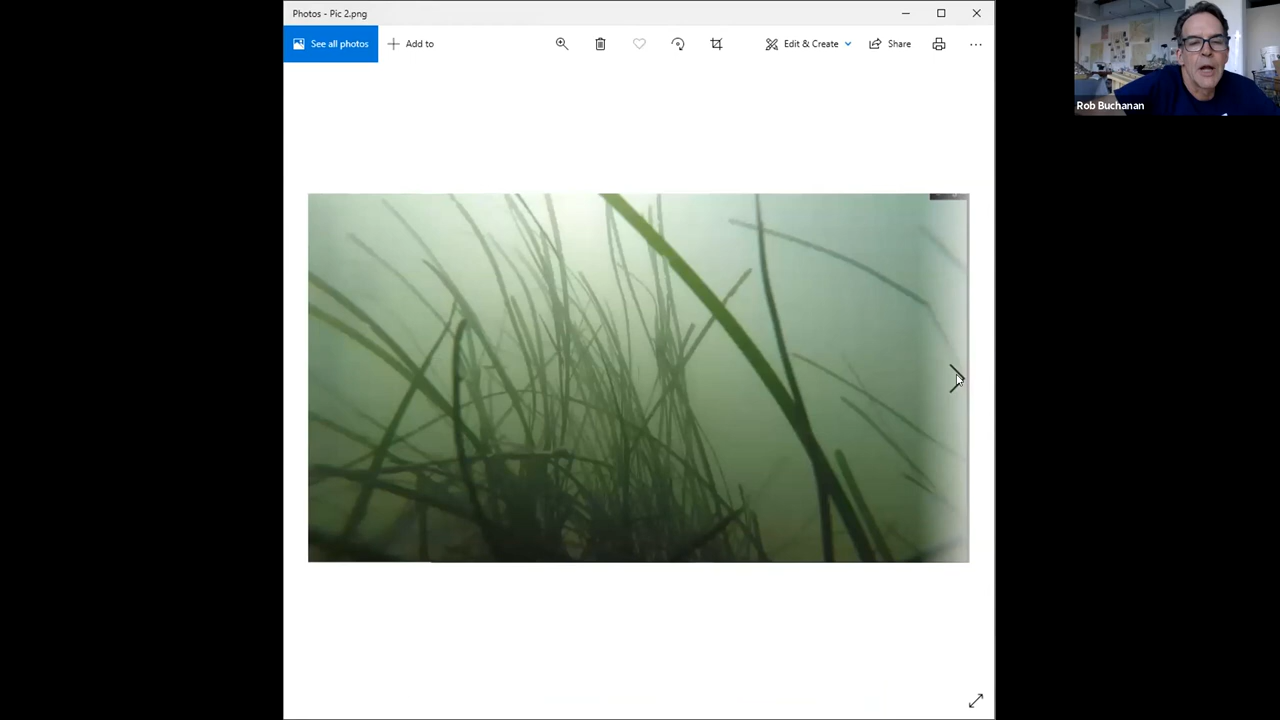 Photos - Pic 2.png
See all photos
Add to
Edit & Create
Share
Rob Buchanan